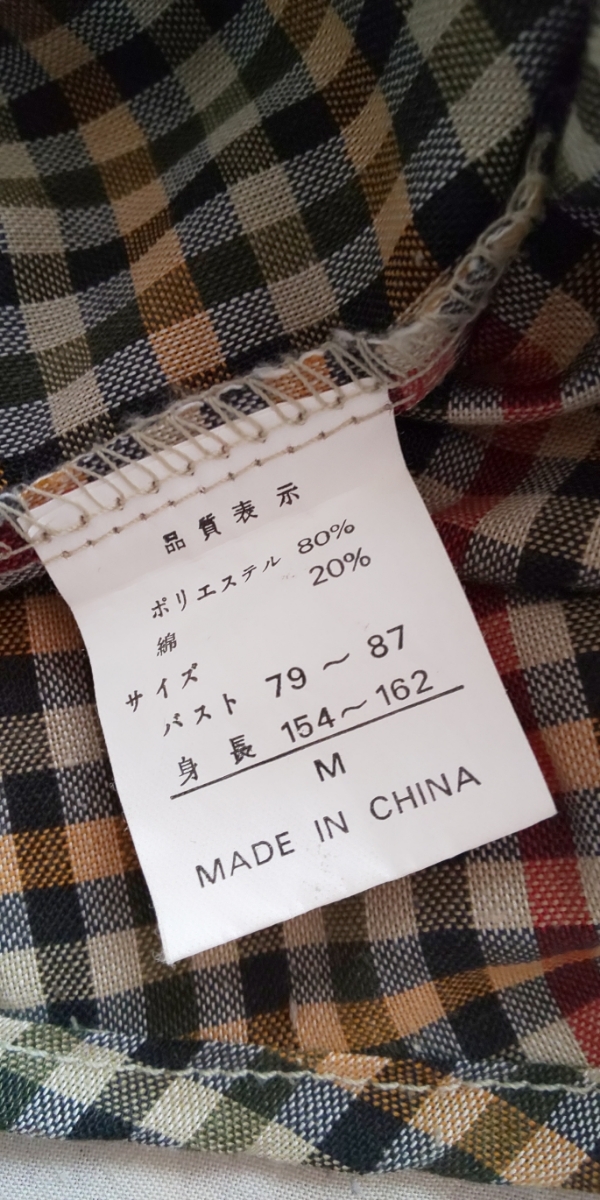 品質表示
ポリエステル 80%
綿 20%
サイズ
バスト 79～87
身長 154～162
M
MADE IN CHINA